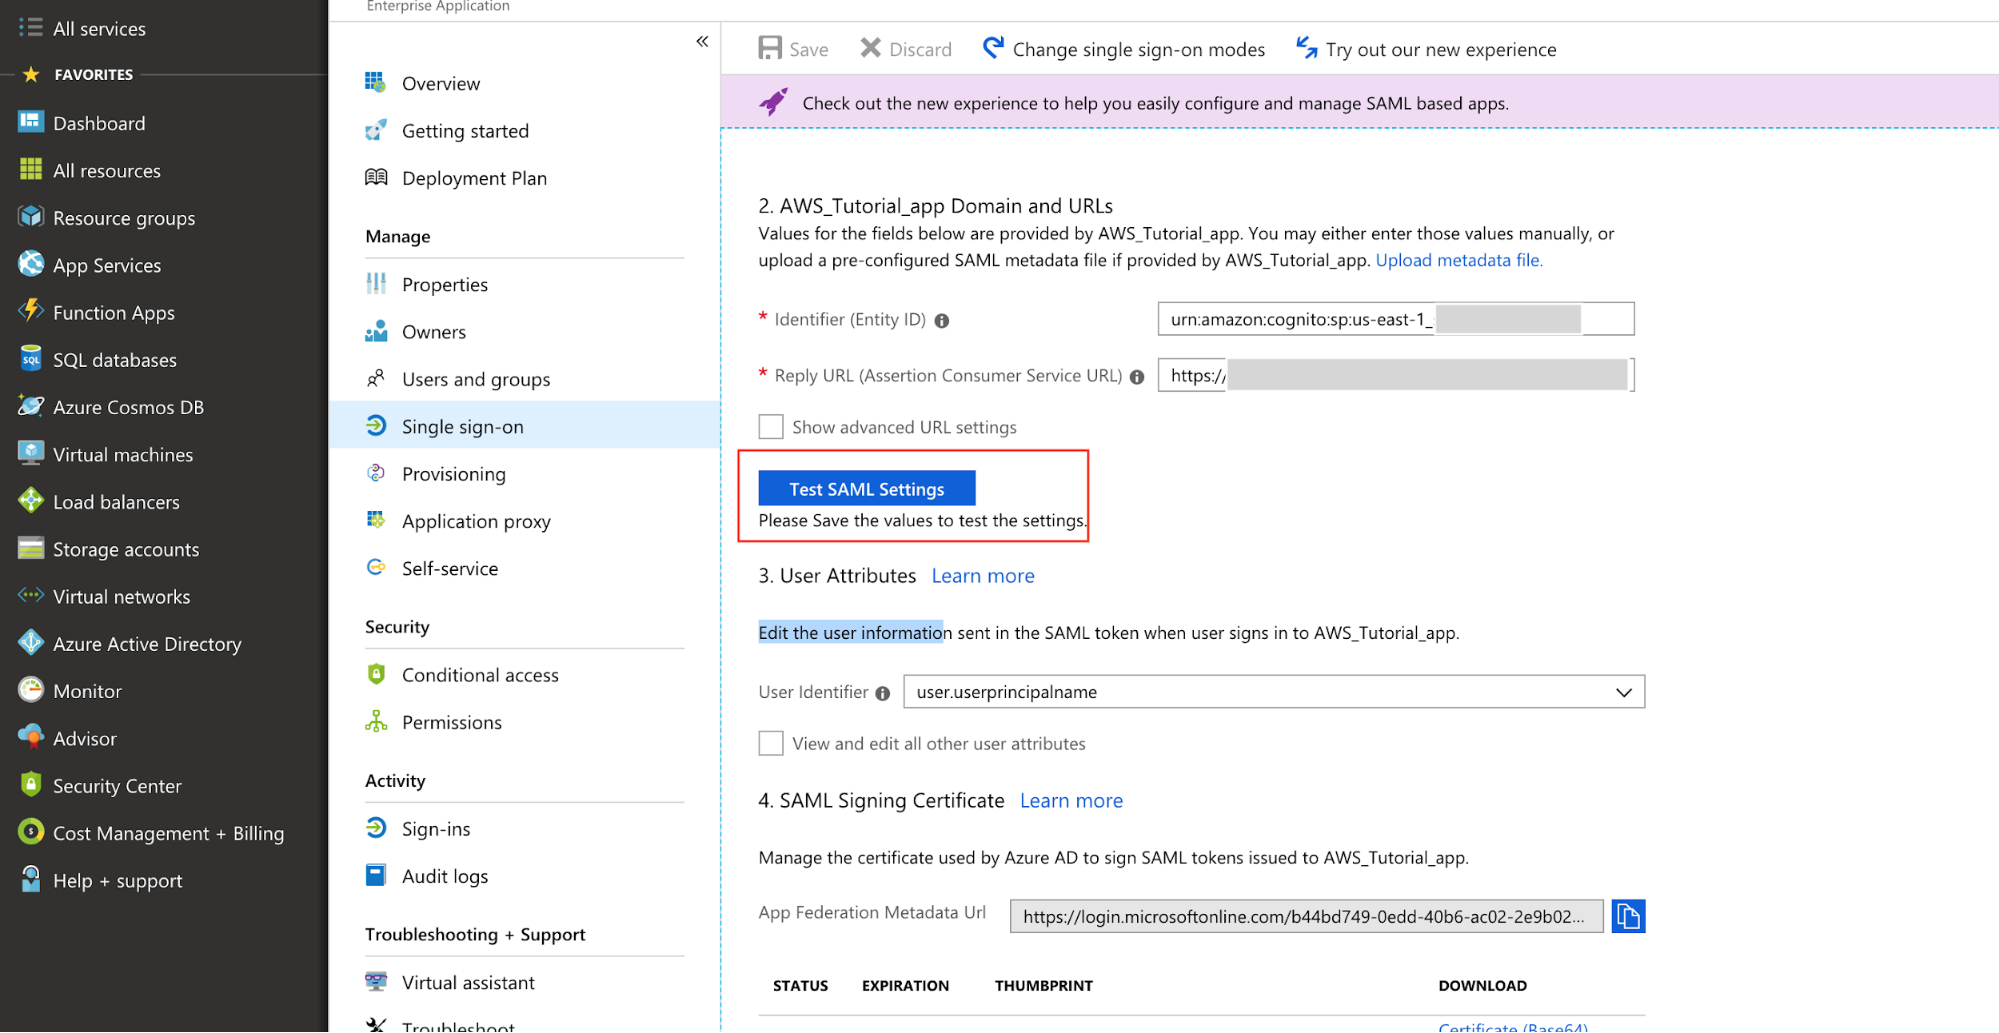 Enterprise Application
All services
FAVORITES
Dashboard
All resources
Resource groups
App Services
Function Apps
SQL databases
Azure Cosmos DB
Virtual machines
Load balancers
Storage accounts
Virtual networks
Azure Active Directory
Monitor
Advisor
Security Center
Cost Management + Billing
Help + support
«
Overview
Getting started
Deployment Plan
Manage
Properties
Owners
Users and groups
Single sign-on
Provisioning
Application proxy
Self-service
Security
Conditional access
Permissions
Activity
Sign-ins
Audit logs
Troubleshooting + Support
Virtual assistant
Troubleshoot
Save
Discard
Change single sign-on modes
Try out our new experience
Check out the new experience to help you easily configure and manage SAML based apps.
2. AWS_Tutorial_app Domain and URLs
Values for the fields below are provided by AWS_Tutorial_app. You may either enter those values manually, or
upload a pre-configured SAML metadata file if provided by AWS_Tutorial_app. Upload metadata file.
* Identifier (Entity ID)
urn:amazon:cognito:sp:us-east-1_
* Reply URL (Assertion Consumer Service URL)
https:/
Show advanced URL settings
Test SAML Settings
Please Save the values to test the settings.
3. User Attributes Learn more
Edit the user information sent in the SAML token when user signs in to AWS_Tutorial_app.
User Identifier
user.userprincipalname
View and edit all other user attributes
4. SAML Signing Certificate Learn more
Manage the certificate used by Azure AD to sign SAML tokens issued to AWS_Tutorial_app.
App Federation Metadata Url
https://login.microsoftonline.com/b44bd749-0edd-40b6-ac02-2e9b02...
STATUS EXPIRATION THUMBPRINT DOWNLOAD
Certificate (Base64)